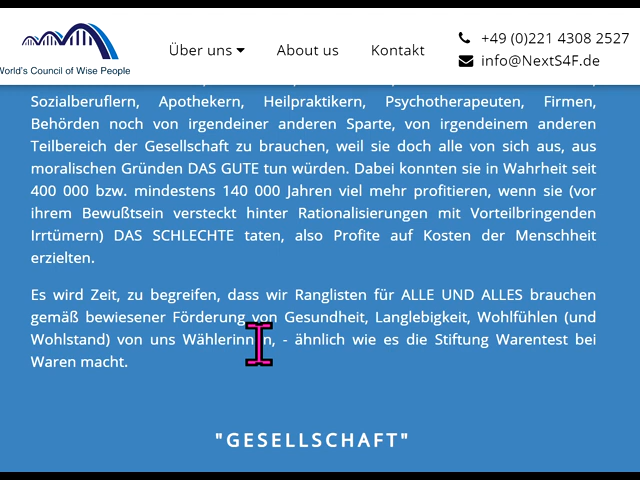 World's Council of Wise People
Über uns
About us
Kontakt
+49 (0)221 4308 2527
info@NextS4F.de
Sozialberuflern, Apothekern, Heilpraktikern, Psychotherapeuten, Firmen,
Behörden noch von irgendeiner anderen Sparte, von irgendeinem anderen
Teilbereich der Gesellschaft zu brauchen, weil sie doch alle von sich aus, aus
moralischen Gründen DAS GUTE tun würden. Dabei konnten sie in Wahrheit seit
400 000 bzw. mindestens 140 000 Jahren viel mehr profitieren, wenn sie (vor
ihrem Bewußtsein versteckt hinter Rationalisierungen mit Vorteilbringenden
Irrtümern) DAS SCHLECHTE taten, also Profite auf Kosten der Menschheit
erzielten.
Es wird Zeit, zu begreifen, dass wir Ranglisten für ALLE UND ALLES brauchen
gemäß bewiesener Förderung von Gesundheit, Langlebigkeit, Wohlfühlen (und
Wohlstand) von uns Wählerinnen, - ähnlich wie es die Stiftung Warentest bei
Waren macht.
"GESELLSCHAFT"